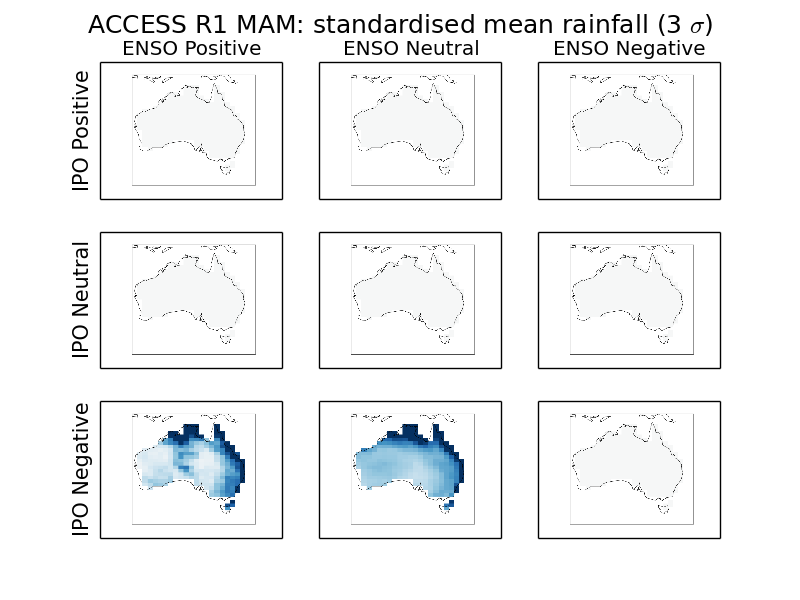 ACCESS R1 MAM: standardised mean rainfall (3 σ)
ENSO Positive ENSO Neutral ENSO Negative
IPO Positive
IPO Neutral
IPO Negative